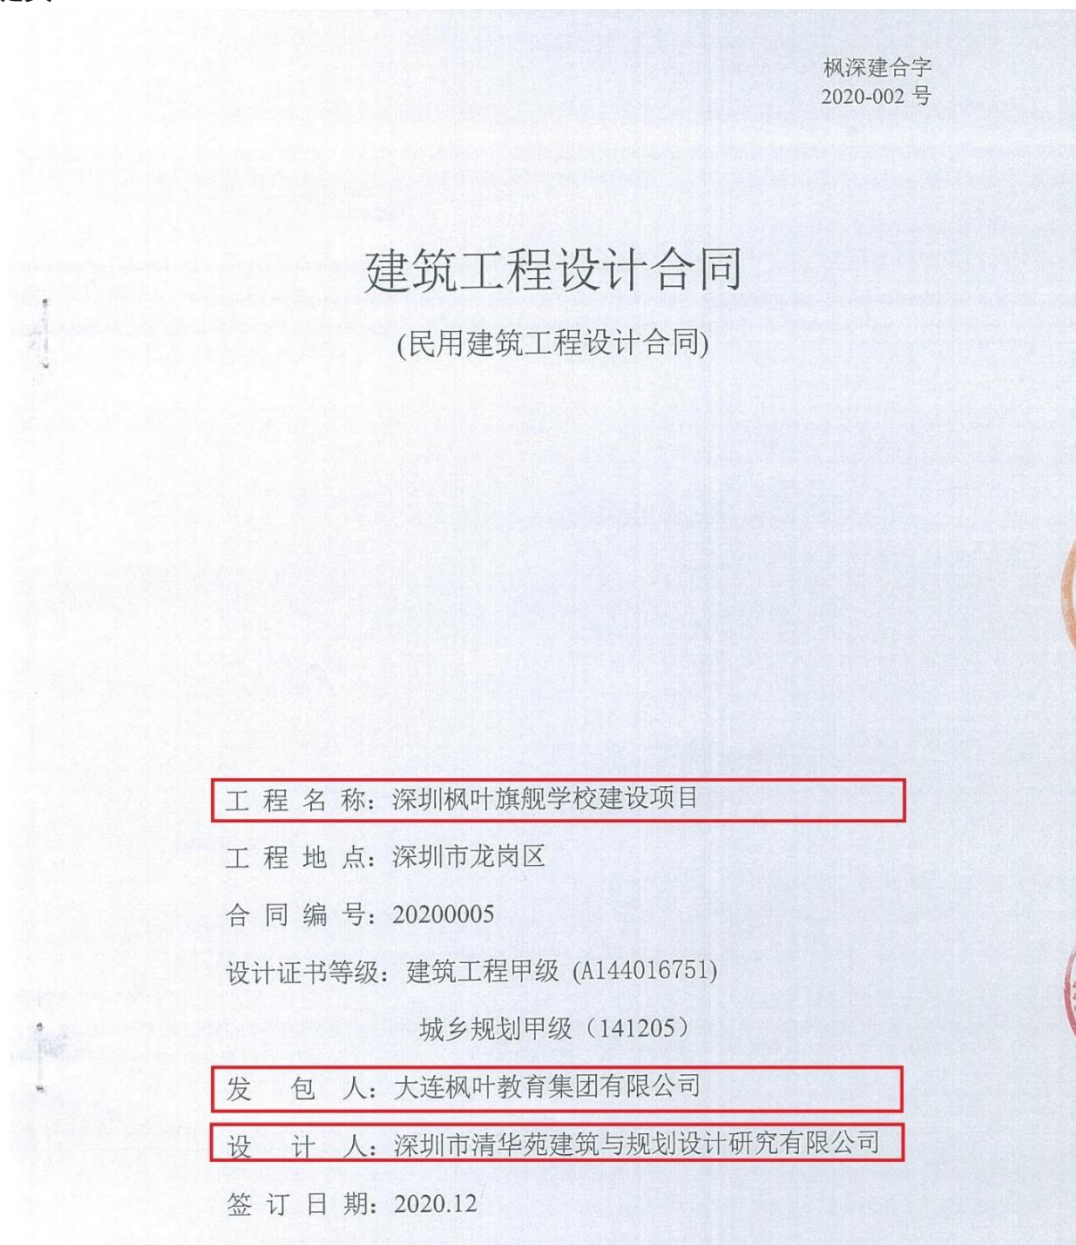 枫深建合字
2020-002 号
建筑工程设计合同
(民用建筑工程设计合同)
工 程 名 称：深圳枫叶旗舰学校建设项目
工 程 地 点：深圳市龙岗区
合 同 编 号：20200005
设计证书等级：建筑工程甲级 (A144016751)
城乡规划甲级（141205）
发 包 人：大连枫叶教育集团有限公司
设 计 人：深圳市清华苑建筑与规划设计研究有限公司
签 订 日 期：2020.12